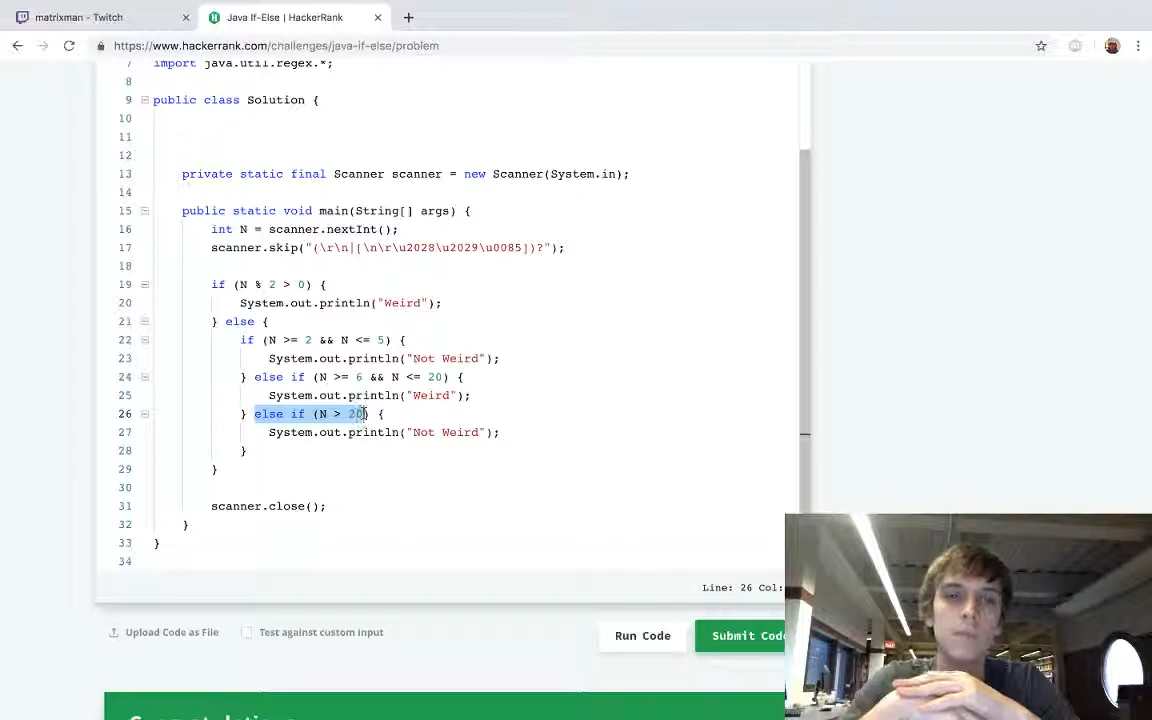 matrixman - Twitch
Java If-Else | HackerRank
https://www.hackerrank.com/challenges/java-if-else/problem
7 import java.util.regex.*;
8
9 public class Solution {
10
11
12
13 private static final Scanner scanner = new Scanner(System.in);
14
15 public static void main(String[] args) {
16 int N = scanner.nextInt();
17 scanner.skip("(\r\n|[\n\r\u2028\u2029\u0085])?");
18
19 if (N % 2 > 0) {
20 System.out.println("Weird");
21 } else {
22 if (N >= 2 && N <= 5) {
23 System.out.println("Not Weird");
24 } else if (N >= 6 && N <= 20) {
25 System.out.println("Weird");
26 } else if (N > 20) {
27 System.out.println("Not Weird");
28 }
29 }
30
31 scanner.close();
32 }
33 }
34
Line: 26 Col:
Upload Code as File
Test against custom input
Run Code
Submit Cod